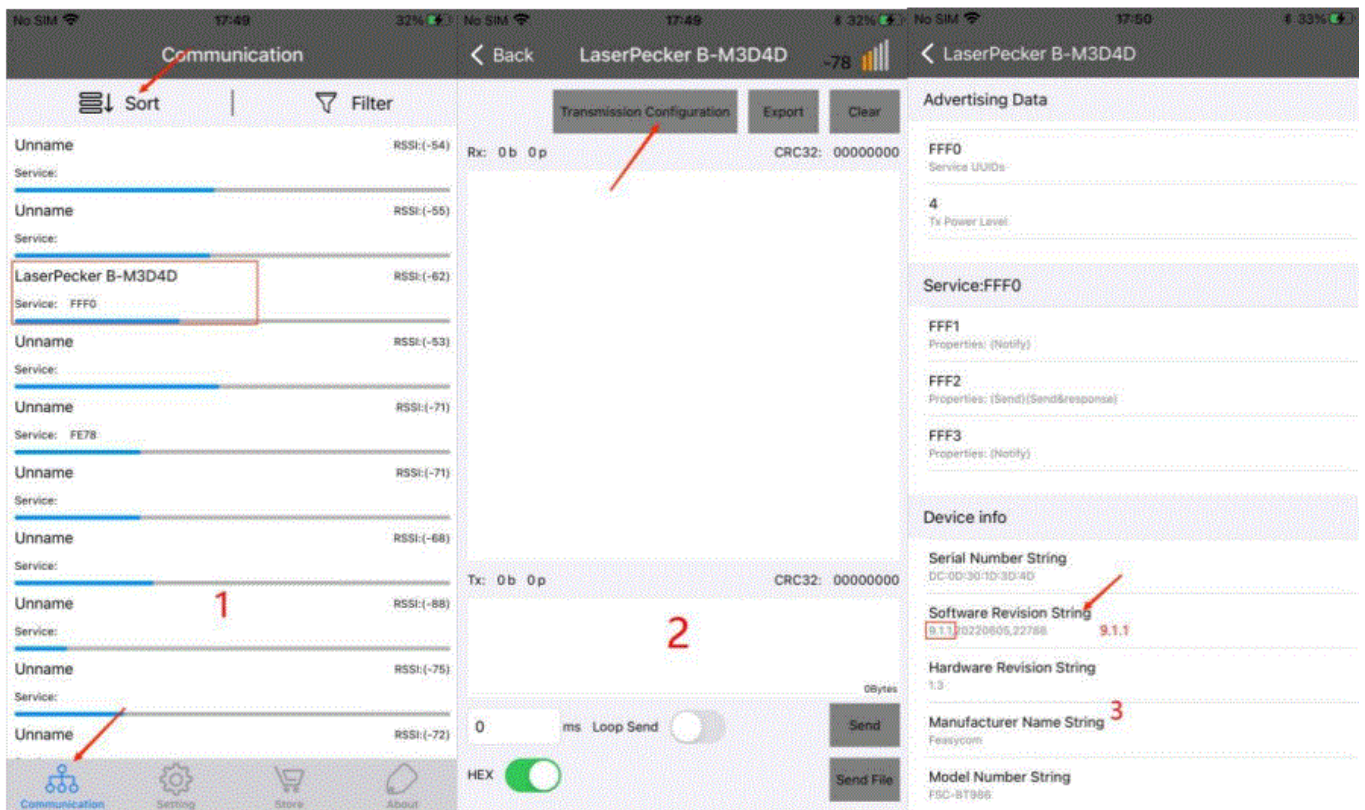 No SIM 17:49 32%
Communication
Sort Filter
Unname RSSI:(-54)
Service:
Unname RSSI:(-55)
Service:
LaserPecker B-M3D4D RSSI:(-62)
Service: FFF0
Unname RSSI:(-53)
Service:
Unname RSSI:(-71)
Service: FE78
Unname RSSI:(-71)
Service:
Unname RSSI:(-68)
Service:
Unname RSSI:(-88)
1
Service:
Unname RSSI:(-75)
Service:
Unname RSSI:(-72)
Communication Setting Store About
No SIM 17:49 32%
Back LaserPecker B-M3D4D -78
Transmission Configuration Export Clear
Rx: 0b 0p CRC32: 00000000
Tx: 0b 0p CRC32: 00000000
2
0Bytes
0 ms Loop Send Send
HEX Send File
No SIM 17:50 33%
LaserPecker B-M3D4D
Advertising Data
FFF0
Service UUIDs
4
Tx Power Level
Service:FFF0
FFF1
Properties: (Notify)
FFF2
Properties: (Send)(Send&response)
FFF3
Properties: (Notify)
Device info
Serial Number String
DC:0D:30:1D:3D:4D
Software Revision String
9.1.1,20220605,22786 9.1.1
Hardware Revision String
1.3
Manufacturer Name String 3
Feasycom
Model Number String
FSC-BT986